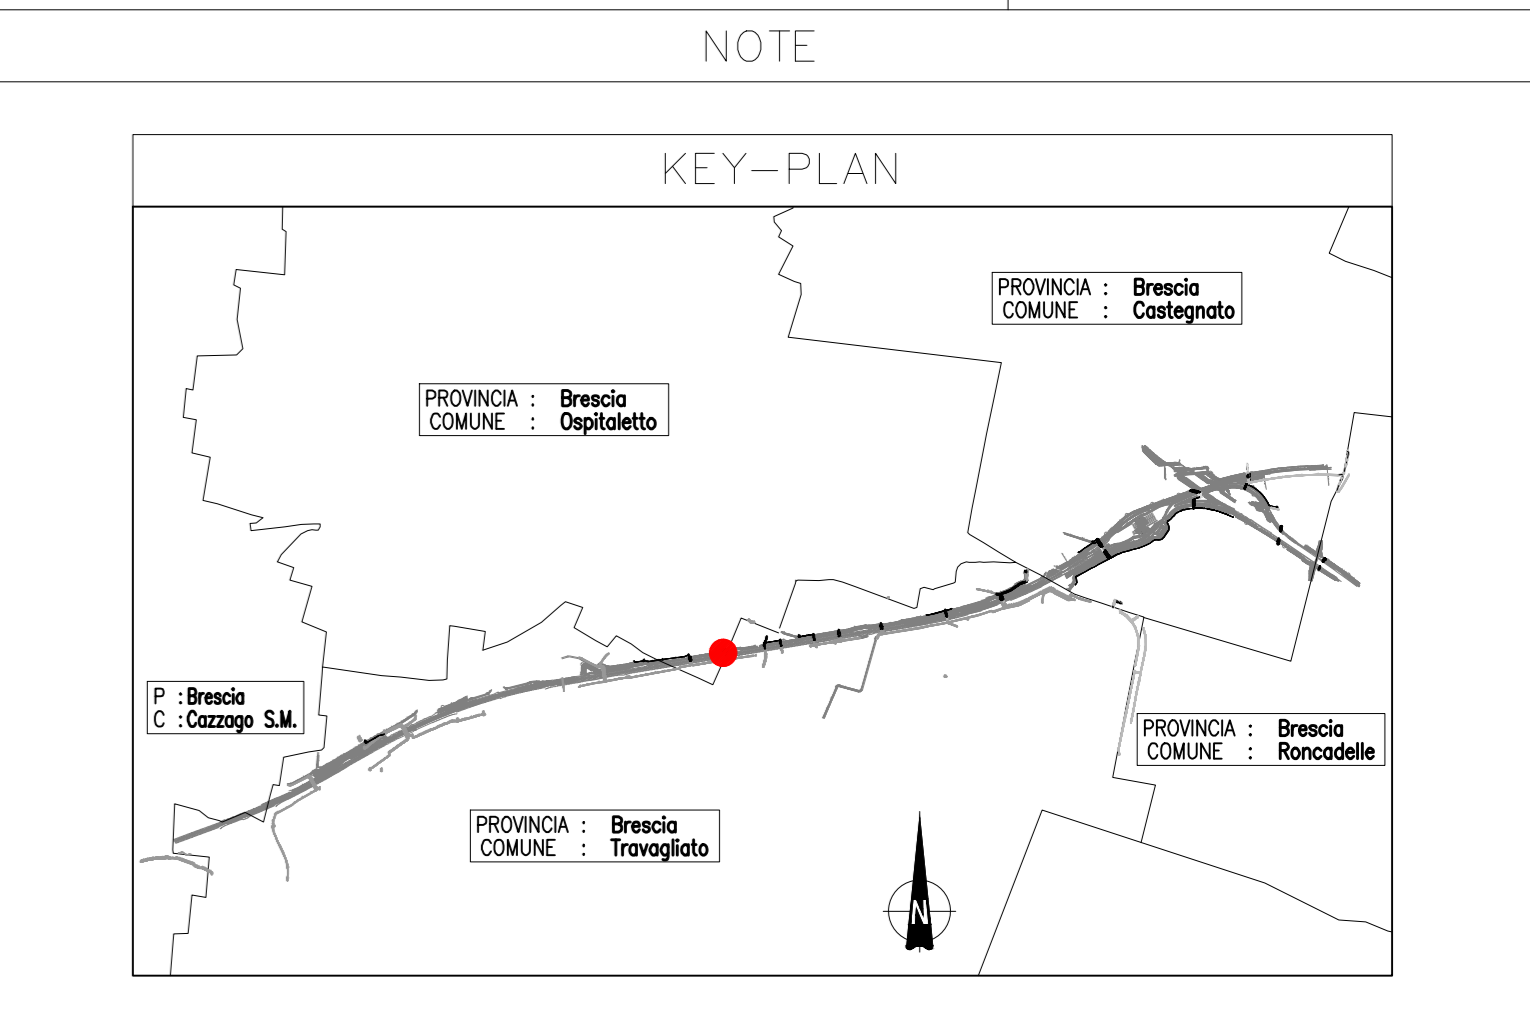 NOTE
KEY-PLAN
PROVINCIA : Brescia
COMUNE : Castegnato
PROVINCIA : Brescia
COMUNE : Ospitaletto
P : Brescia
C : Cazzago S.M.
PROVINCIA : Brescia
COMUNE : Roncadelle
PROVINCIA : Brescia
COMUNE : Travagliato
N